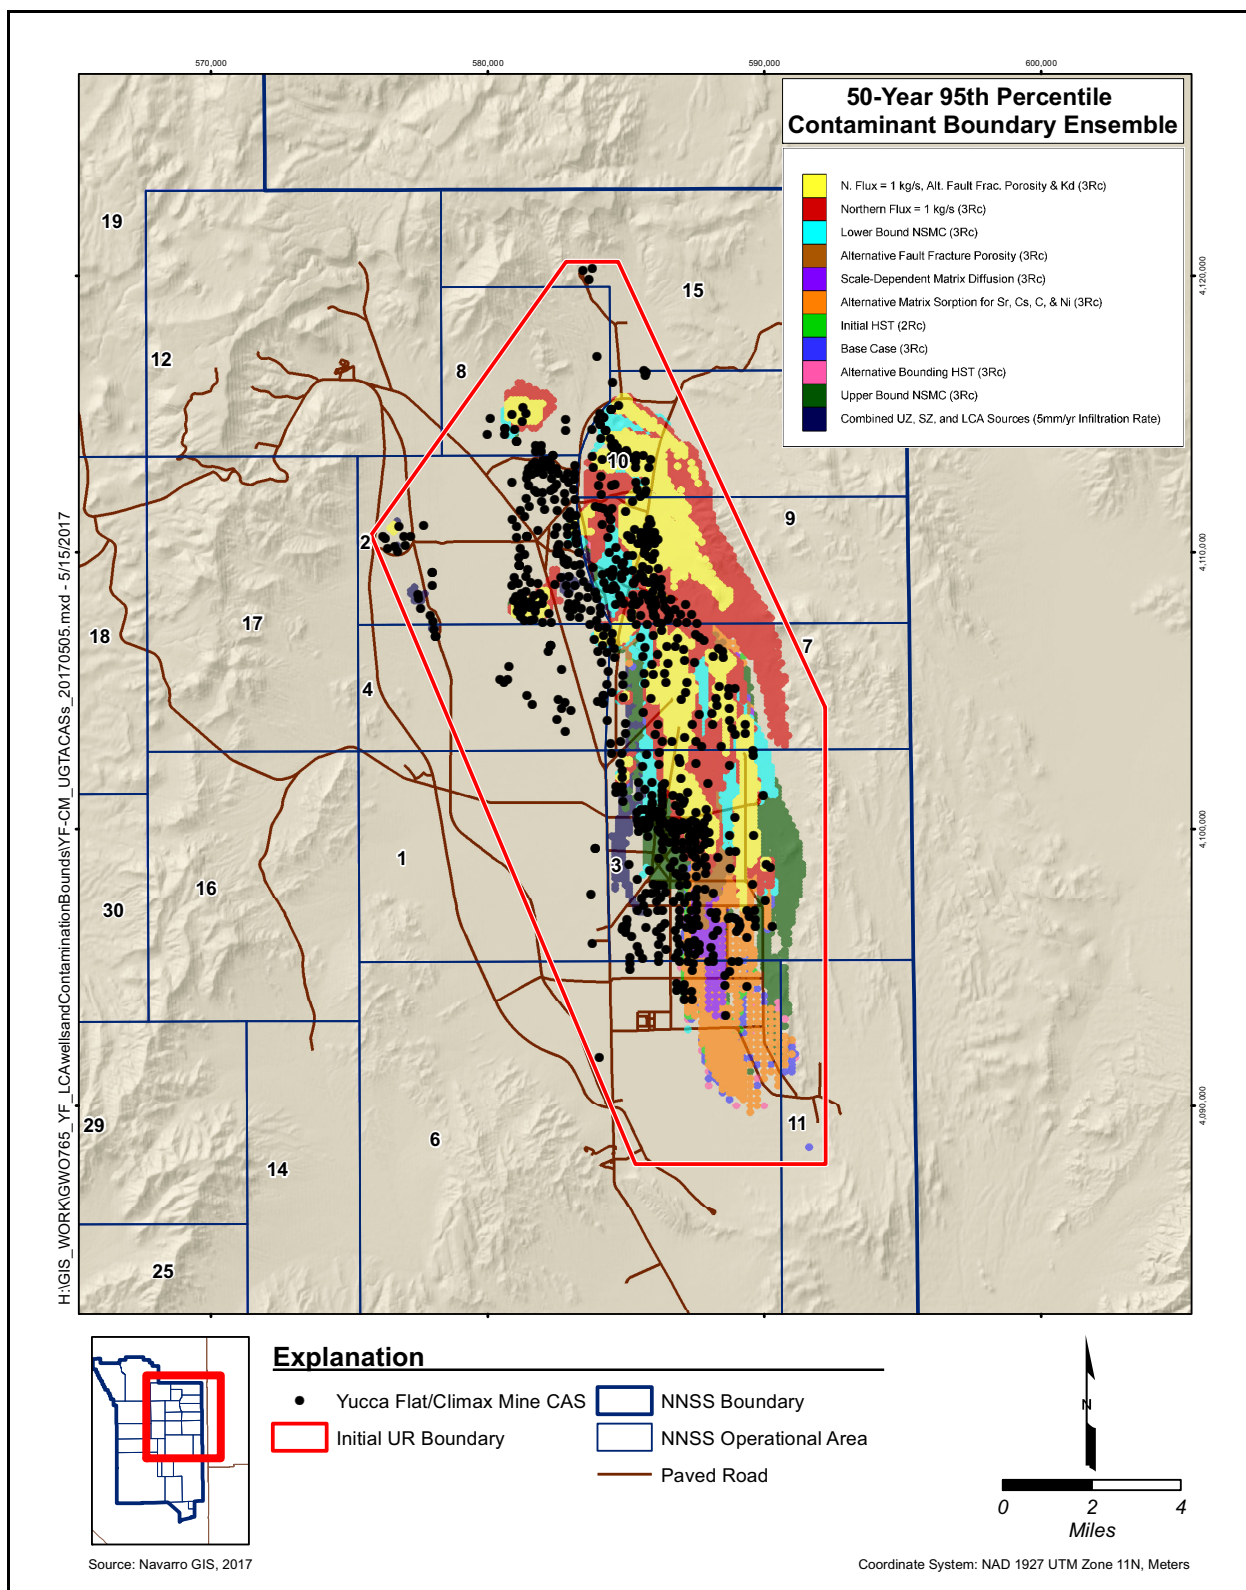 570,000
580,000
590,000
600,000
50-Year 95th Percentile
Contaminant Boundary Ensemble
N. Flux = 1 kg/s, Alt. Fault Frac. Porosity & Kd (3Rc)
Northern Flux = 1 kg/s (3Rc)
Lower Bound NSMC (3Rc)
Alternative Fault Fracture Porosity (3Rc)
Scale-Dependent Matrix Diffusion (3Rc)
Alternative Matrix Sorption for Sr, Cs, C, & Ni (3Rc)
Initial HST (2Rc)
Base Case (3Rc)
Alternative Bounding HST (3Rc)
Upper Bound NSMC (3Rc)
Combined UZ, SZ, and LCA Sources (5mm/yr Infiltration Rate)
19
15
12
8
10
9
2
17
18
7
4
1
3
16
30
29
6
11
14
25
4,120,000
4,110,000
4,100,000
4,090,000
H:\GIS_WORK\GWO765_YF_LCAwellsandContaminationBounds\YF-CM_UGTACASs_20170505.mxd - 5/15/2017
Explanation
Yucca Flat/Climax Mine CAS
Initial UR Boundary
NNSS Boundary
NNSS Operational Area
Paved Road
N
0 2 4
Miles
Source: Navarro GIS, 2017
Coordinate System: NAD 1927 UTM Zone 11N, Meters